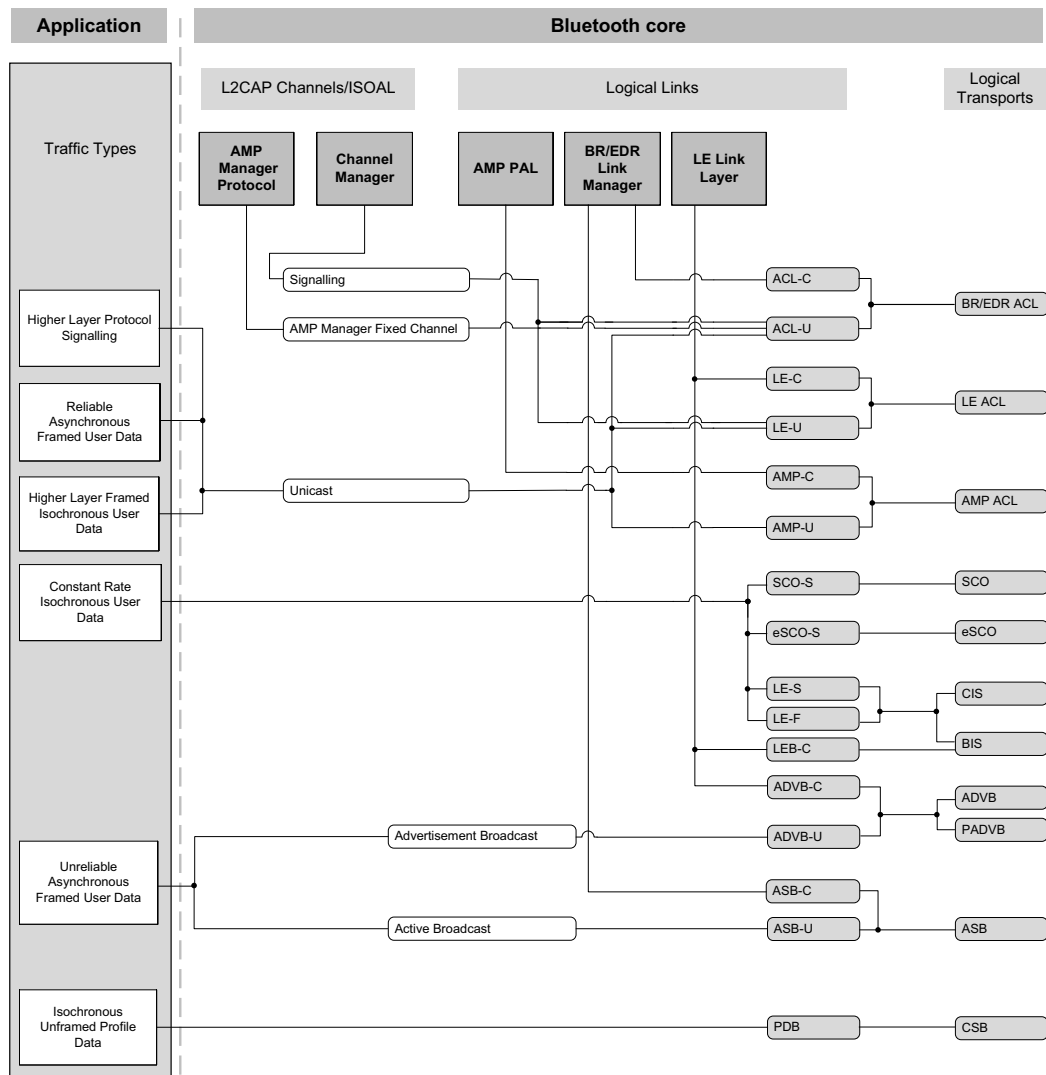 Application
Bluetooth core
L2CAP Channels/ISOAL
Logical Links
Logical
Transports
Traffic Types
AMP
Manager
Protocol
Channel
Manager
AMP PAL
BR/EDR
Link
Manager
LE Link
Layer
Signalling
ACL-C
BR/EDR ACL
Higher Layer Protocol
Signalling
AMP Manager Fixed Channel
ACL-U
LE-C
LE ACL
Reliable
Asynchronous
Framed User Data
LE-U
Higher Layer Framed
Isochronous User
Data
Unicast
AMP-C
AMP ACL
AMP-U
Constant Rate
Isochronous User
Data
SCO-S
SCO
eSCO-S
eSCO
LE-S
CIS
LE-F
LEB-C
BIS
ADVB-C
ADVB
PADVB
Advertisement Broadcast
ADVB-U
Unreliable
Asynchronous
Framed User Data
ASB-C
Active Broadcast
ASB-U
ASB
Isochronous
Unframed Profile
Data
PDB
CSB